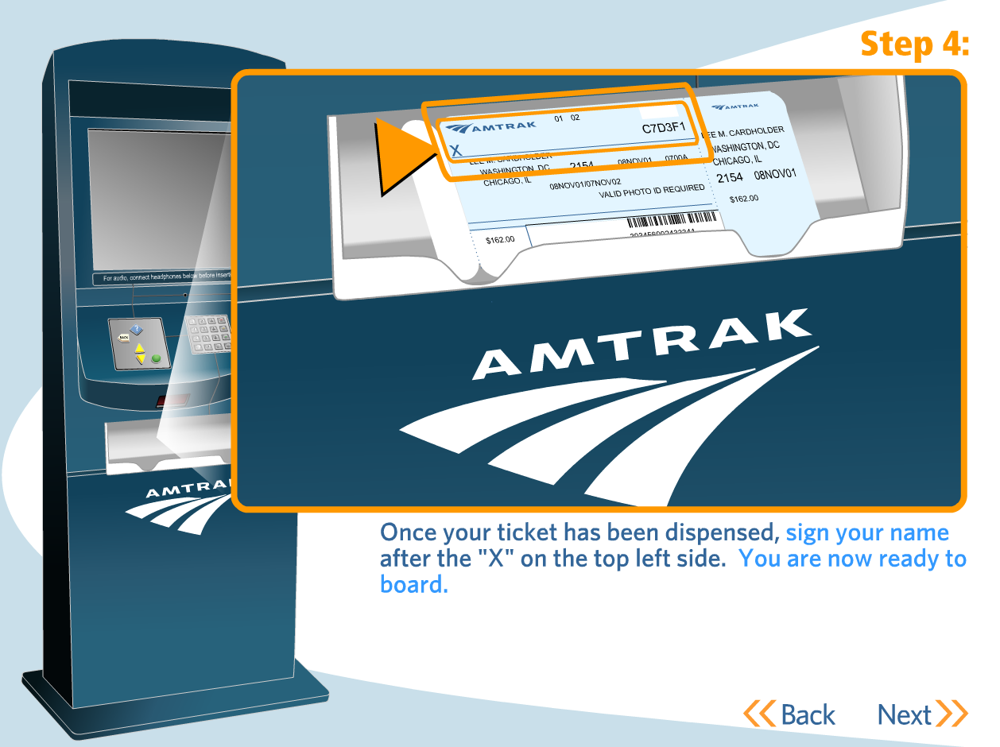 Step 4:
AMTRAK
01 02
C7D3F1
X
LEE M. CARDHOLDER
WASHINGTON, DC 2154 08NOV01 0700A
CHICAGO, IL
08NOV01/07NOV02
VALID PHOTO ID REQUIRED
$162.00
AMTRAK
LEE M. CARDHOLDER
WASHINGTON, DC
CHICAGO, IL
2154 08NOV01
$162.00
For audio, connect headphones below before
?
BACK
AMTRAK
AMTRAK
Once your ticket has been dispensed, sign your name
after the "X" on the top left side. You are now ready to
board.
Back Next